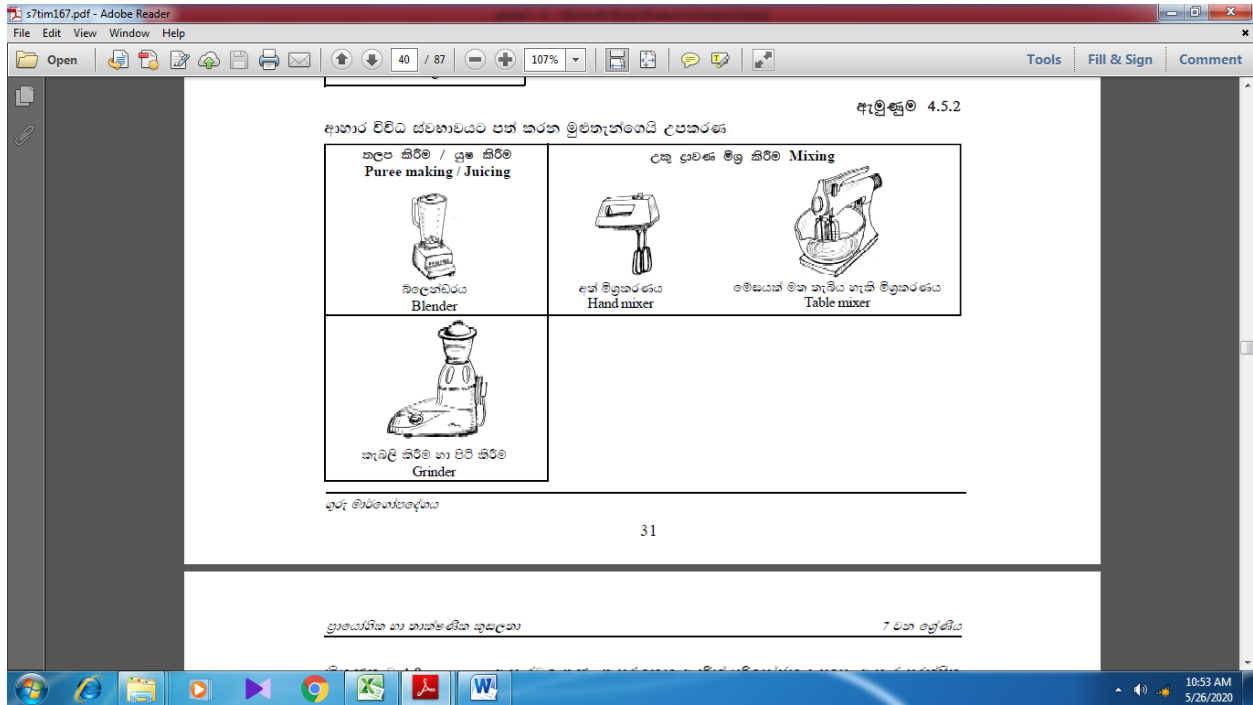 s7tim167.pdf - Adobe Reader
File Edit View Window Help
Open 40 / 87 107% Tools Fill & Sign Comment
ඇමුණුම 4.5.2
ආහාර විවිධ ස්වභාවයට පත් කරන මුළුතැන්ගෙයි උපකරණ
තලප කිරීම / යුෂ කිරීම
Puree making / Juicing
බ්ලෙන්ඩරය
Blender
උකු ද්‍රාවණ මිශ්‍ර කිරීම Mixing
අත් මිශ්‍රකරණය
Hand mixer
මේසයක් මත තැබිය හැකි මිශ්‍රකරණය
Table mixer
කැබලි කිරීම හා පිටි කිරීම
Grinder
ගුරු මාර්ගෝපදේශය
31
ප්‍රායෝගික හා තාක්ෂණික කුසලතා 7 වන ශ්‍රේණිය
10:53 AM
5/26/2020